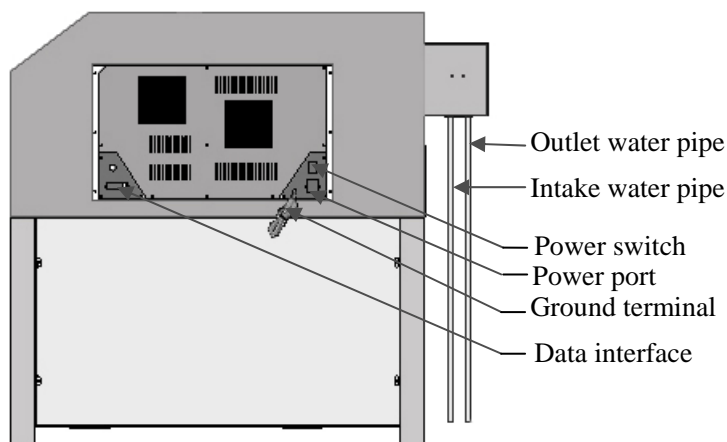 Outlet water pipe
Intake water pipe
Power switch
Power port
Ground terminal
Data interface